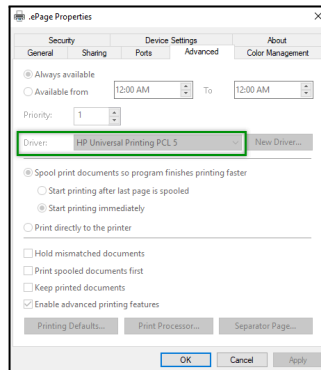 .ePage Properties
Security Device Settings About
General Sharing Ports Advanced Color Management
Always available
Available from 12:00 AM To 12:00 AM
Priority: 1
Driver: HP Universal Printing PCL 5 New Driver...
Spool print documents so program finishes printing faster
Start printing after last page is spooled
Start printing immediately
Print directly to the printer
Hold mismatched documents
Print spooled documents first
Keep printed documents
Enable advanced printing features
Printing Defaults... Print Processor... Separator Page...
OK Cancel Apply